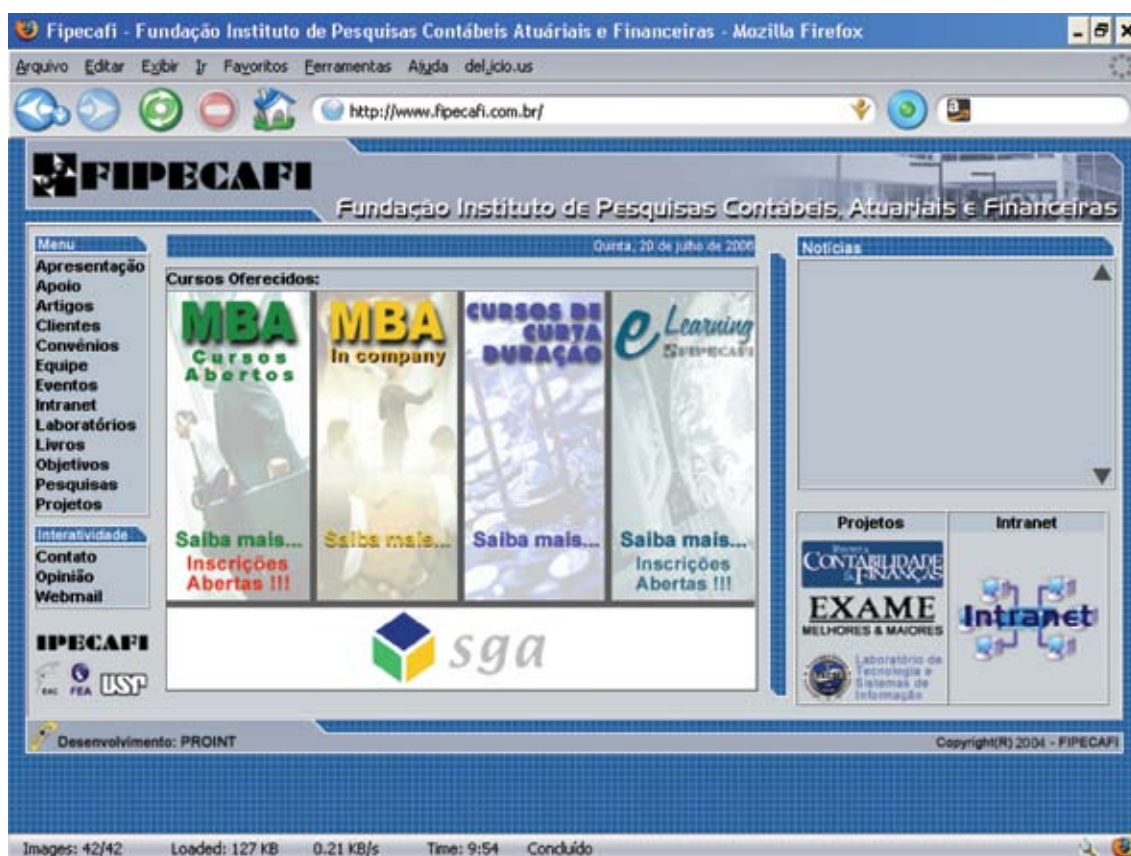 Fipecafi - Fundação Instituto de Pesquisas Contábeis Atuáriais e Financeiras - Mozilla Firefox
Arquivo Editar Exibir Ir Favoritos Ferramentas Ajuda del.icio.us
http://www.fipecafi.com.br/
FIPECAFI
Fundação Instituto de Pesquisas Contábeis, Atuariais e Financeiras
Menu
Apresentação
Apoio
Artigos
Clientes
Convênios
Equipe
Eventos
Intranet
Laboratórios
Livros
Objetivos
Pesquisas
Projetos
Interatividade
Contato
Opinião
Webmail
IPECAFI
EAC FEA USP
Quinta, 20 de julho de 2006
Cursos Oferecidos:
MBA
Cursos
Abertos
Saiba mais...
Inscrições
Abertas !!!
MBA
In company
Saiba mais...
CURSOS DE
CURTA
DURAÇÃO
Saiba mais...
e Learning
FIPECAFI
Saiba mais...
Inscrições
Abertas !!!
sga
Notícias
Projetos
REVISTA
CONTABILIDADE
& FINANÇAS
EXAME
MELHORES & MAIORES
Laboratório de
Tecnologia e
Sistemas de
Informação
Intranet
Intranet
Desenvolvimento: PROINT
Copyright(R) 2004 - FIPECAFI
Images: 42/42 Loaded: 127 KB 0.21 KB/s Time: 9:54 Concluído